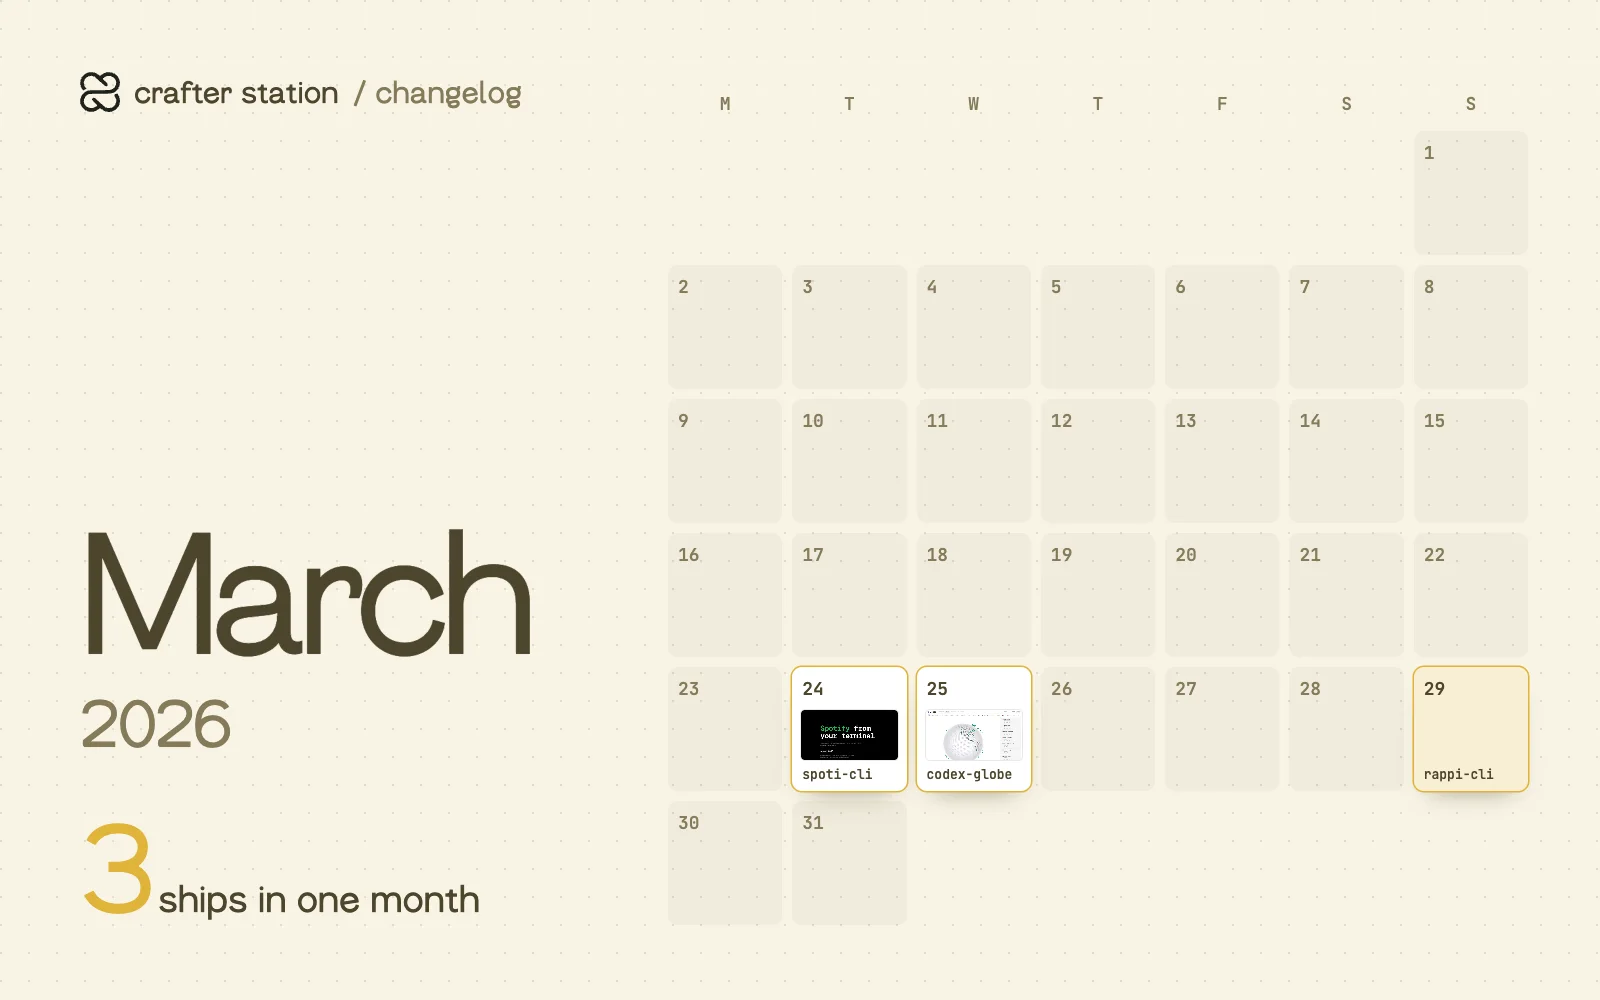 crafter station / changelog
M T W T F S S
1
2 3 4 5 6 7 8
9 10 11 12 13 14 15
16 17 18 19 20 21 22
23 24 25 26 27 28 29
Spotify from
your terminal
spoti-cli codex-globe rappi-cli
30 31
March
2026
3 ships in one month